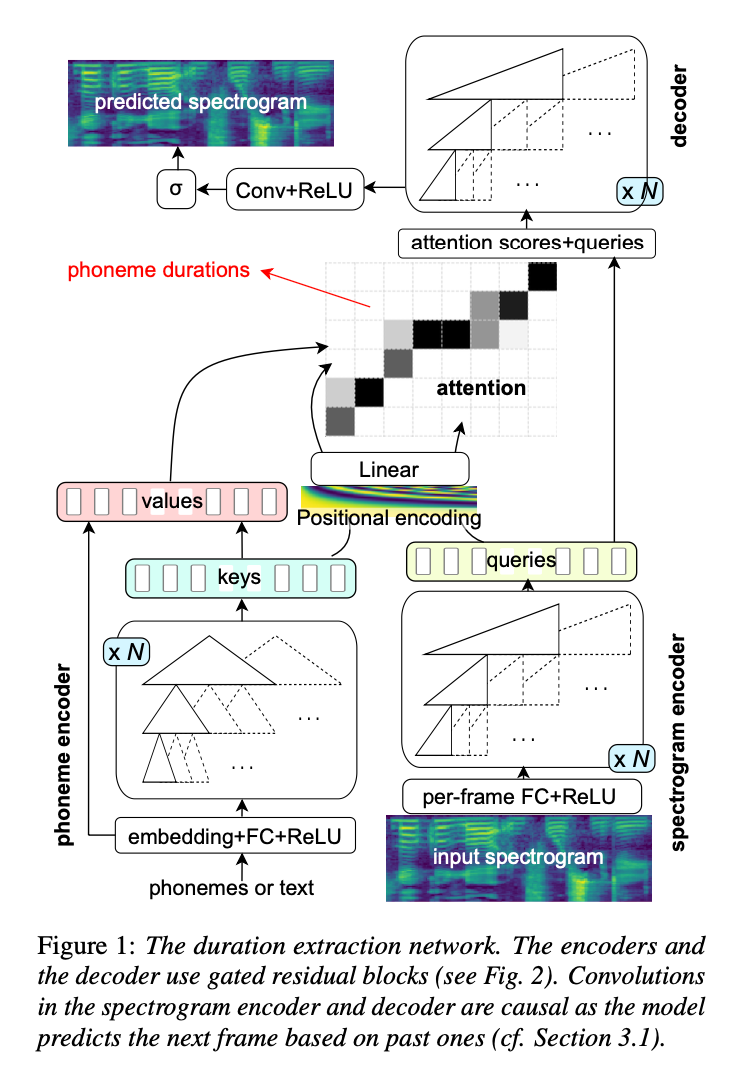 predicted spectrogram
decoder
σ
Conv+ReLU
. . .
. . .
x N
attention scores+queries
phoneme durations
attention
Linear
Positional encoding
values
keys
queries
x N
. . .
. . .
phoneme encoder
. . .
. . .
x N
spectrogram encoder
per-frame FC+ReLU
embedding+FC+ReLU
input spectrogram
phonemes or text
Figure 1: The duration extraction network. The encoders and
the decoder use gated residual blocks (see Fig. 2). Convolutions
in the spectrogram encoder and decoder are causal as the model
predicts the next frame based on past ones (cf. Section 3.1).